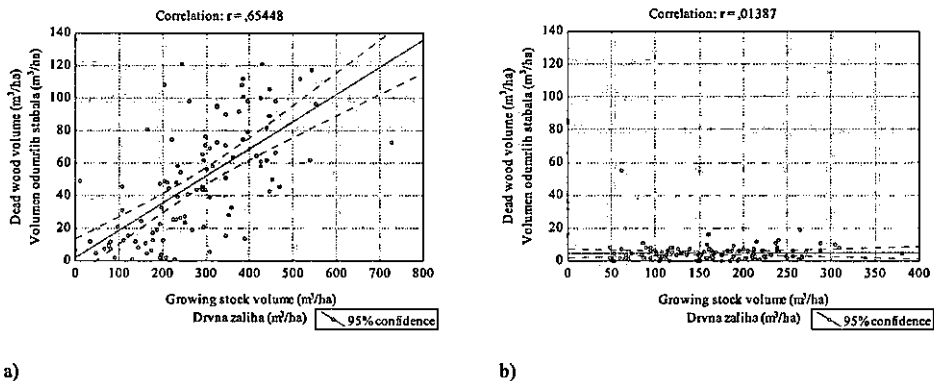 Correlation: r = ,65448
Dead wood volume (m³/ha)
Volumen odumrlih stabala (m³/ha)
140
120
100
80
60
40
20
0
0 100 200 300 400 500 600 700 800
Growing stock volume (m³/ha)
Drvna zaliha (m³/ha)
95% confidence
a)
Correlation: r = ,01387
Dead wood volume (m³/ha)
Volumen odumrlih stabala (m³/ha)
140
120
100
80
60
40
20
0
0 50 100 150 200 250 300 350 400
Growing stock volume (m³/ha)
Drvna zaliha (m³/ha)
95% confidence
b)